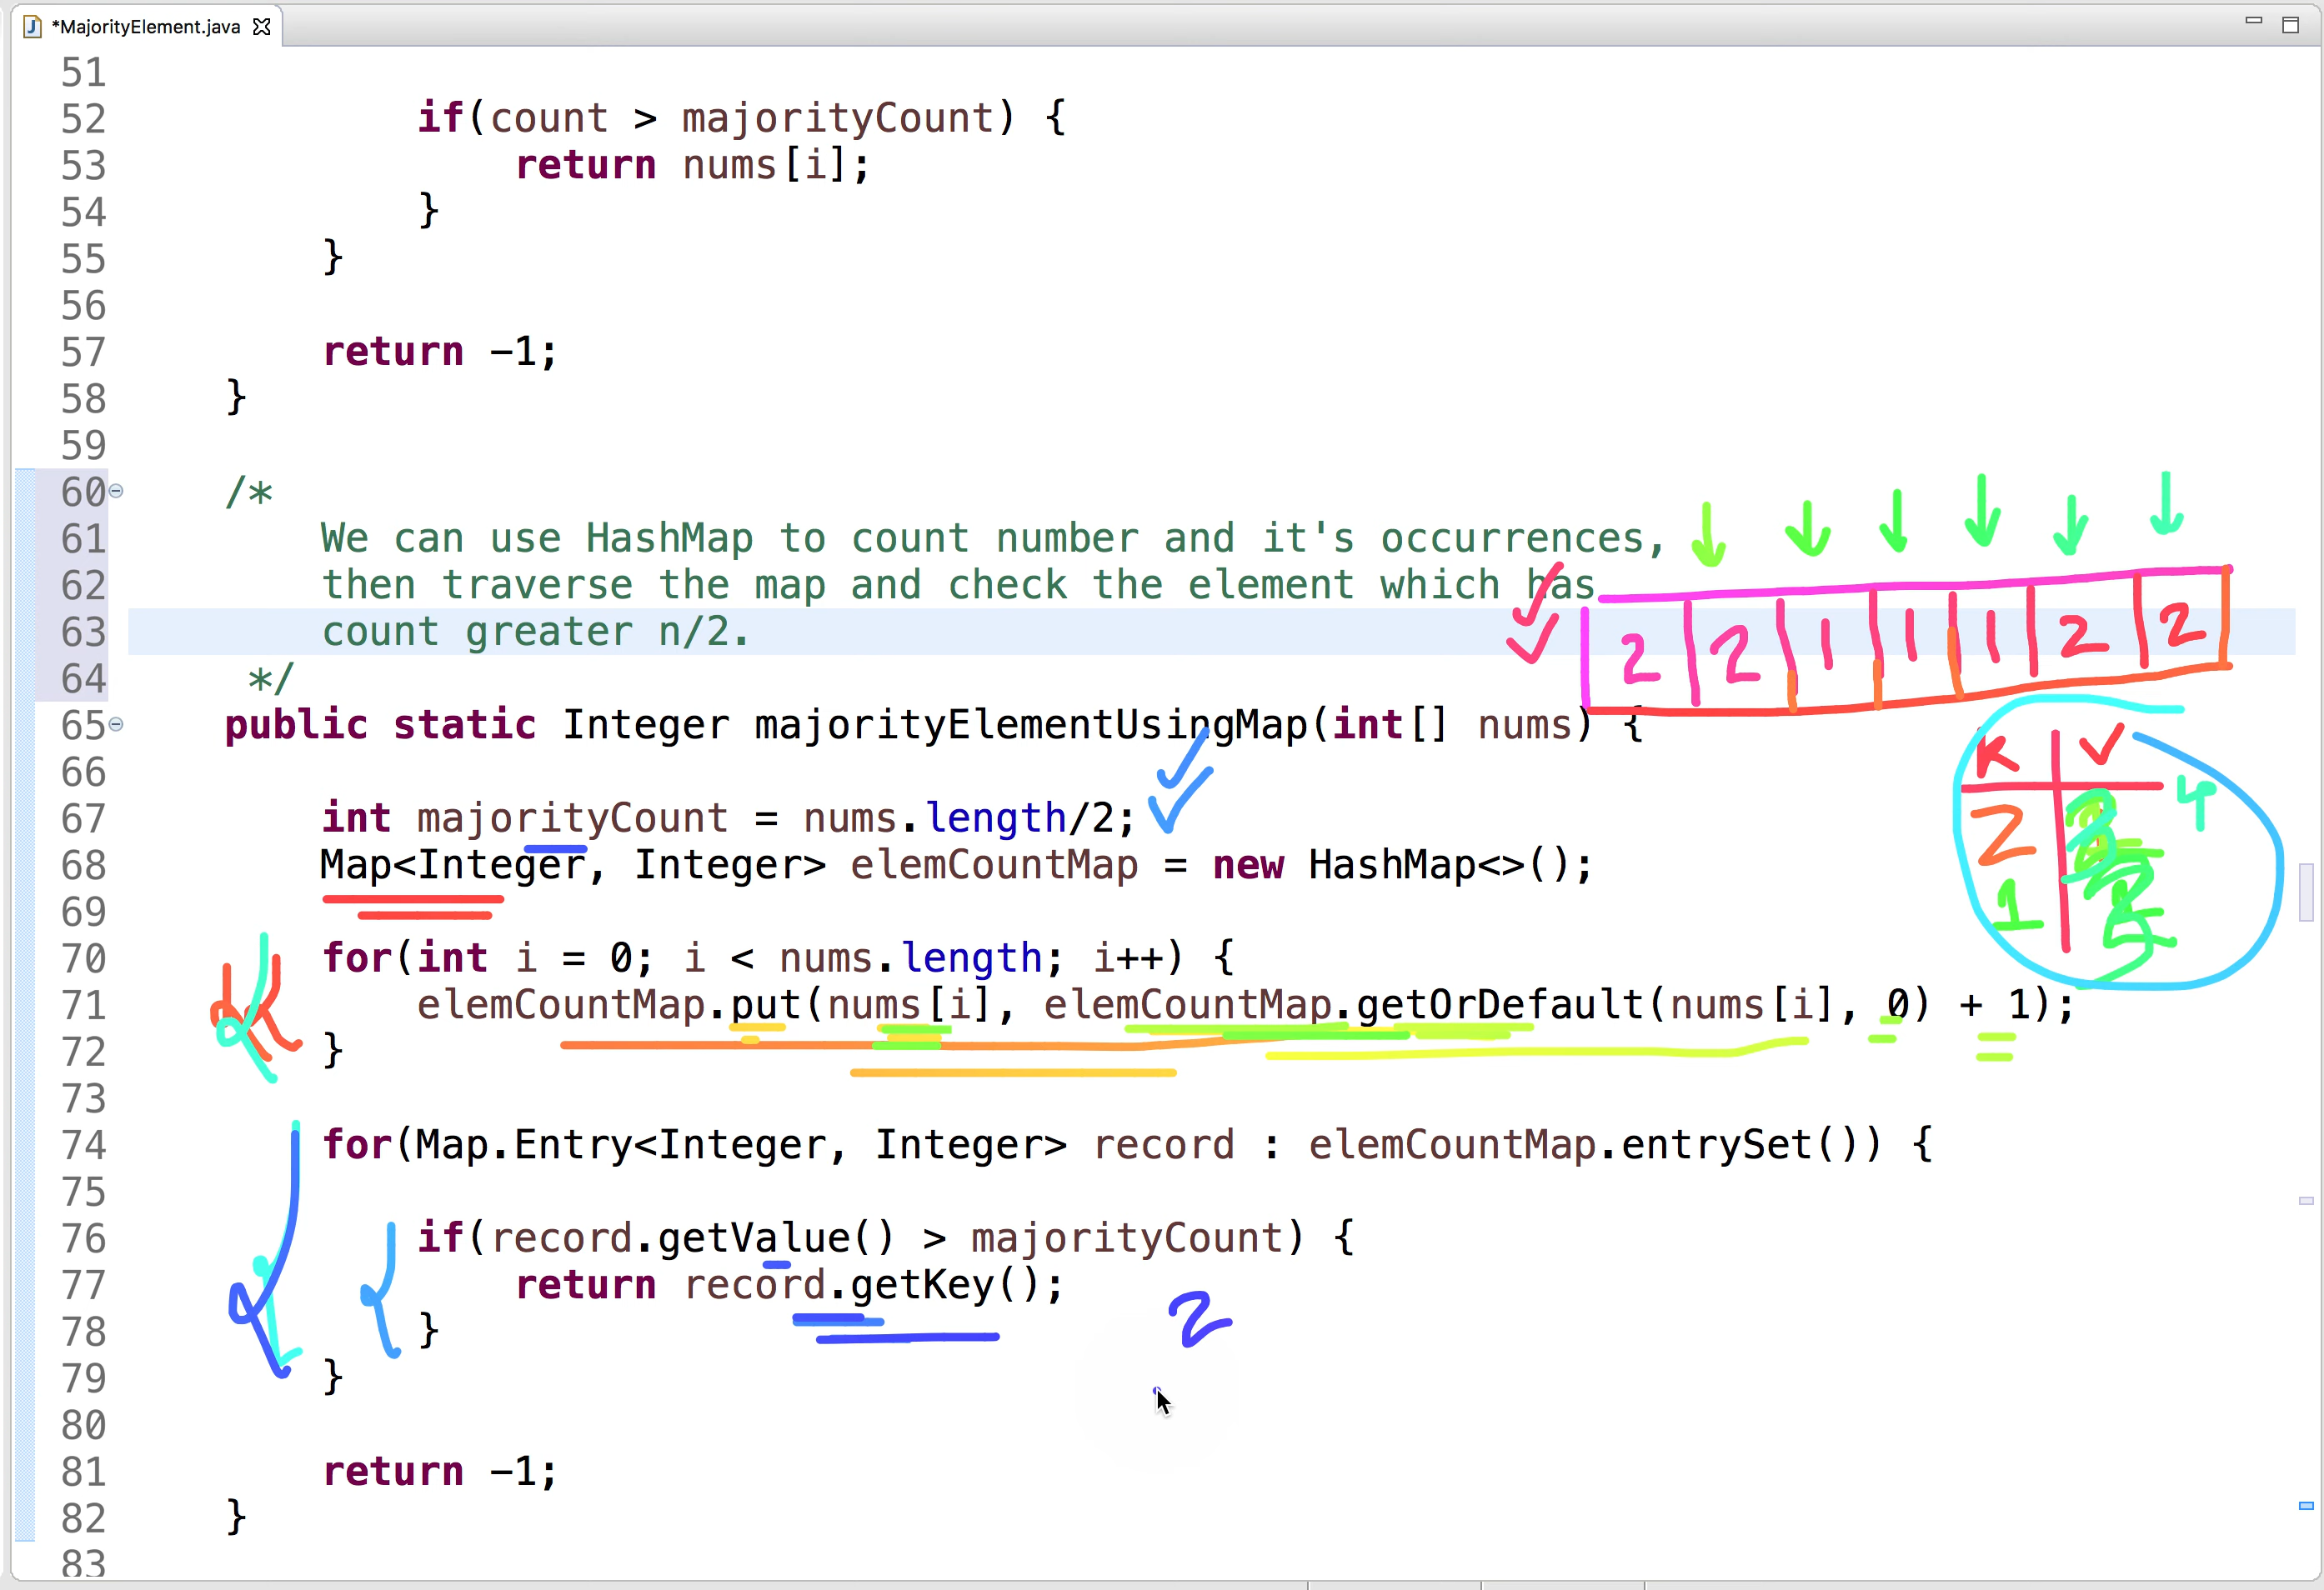 *MajorityElement.java
51
52 if(count > majorityCount) {
53 return nums[i];
54 }
55 }
56
57 return -1;
58 }
59
60 /*
61 We can use HashMap to count number and it's occurrences,
62 then traverse the map and check the element which has
63 count greater n/2.
64 */
2 2 1 1 1 2 2
65 public static Integer majorityElementUsingMap(int[] nums) {
66
K V
67 int majorityCount = nums.length/2;
2 4
68 Map<Integer, Integer> elemCountMap = new HashMap<>();
69
1
70 for(int i = 0; i < nums.length; i++) {
71 elemCountMap.put(nums[i], elemCountMap.getOrDefault(nums[i], 0) + 1);
72 }
73
74 for(Map.Entry<Integer, Integer> record : elemCountMap.entrySet()) {
75
76 if(record.getValue() > majorityCount) {
77 return record.getKey();
2
78 }
79 }
80
81 return -1;
82 }
83